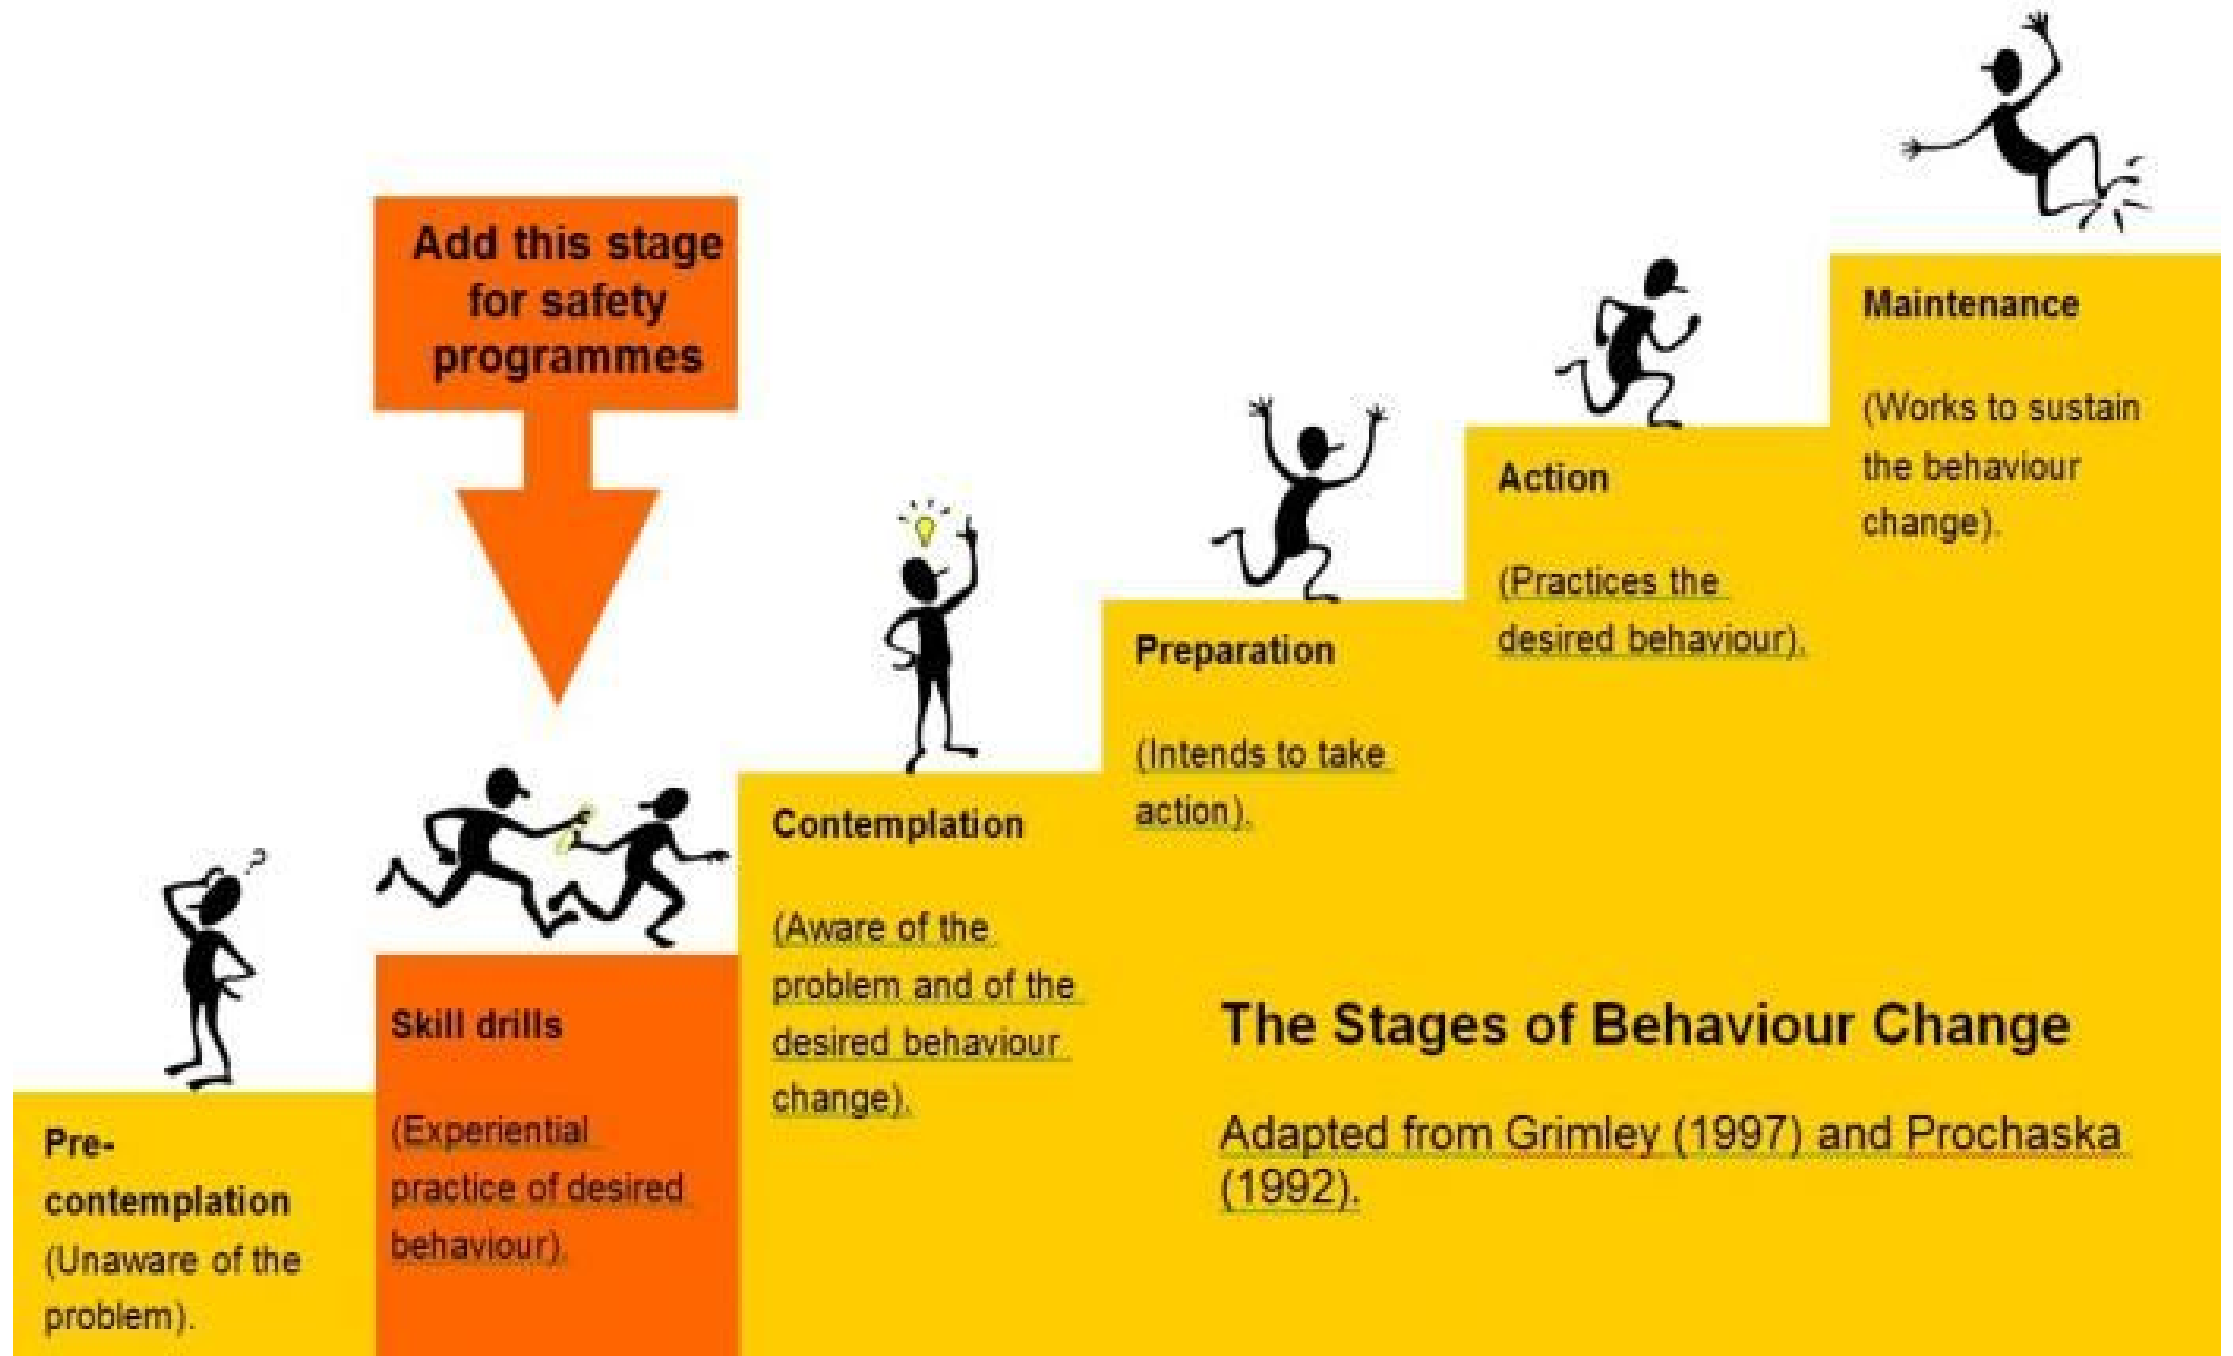 Add this stage
for safety
programmes
Pre-
contemplation
(Unaware of the
problem).
Skill drills
(Experiential
practice of desired
behaviour).
Contemplation
(Aware of the
problem and of the
desired behaviour
change).
Preparation
(Intends to take
action).
Action
(Practices the
desired behaviour).
Maintenance
(Works to sustain
the behaviour
change).
The Stages of Behaviour Change
Adapted from Grimley (1997) and Prochaska
(1992).
?